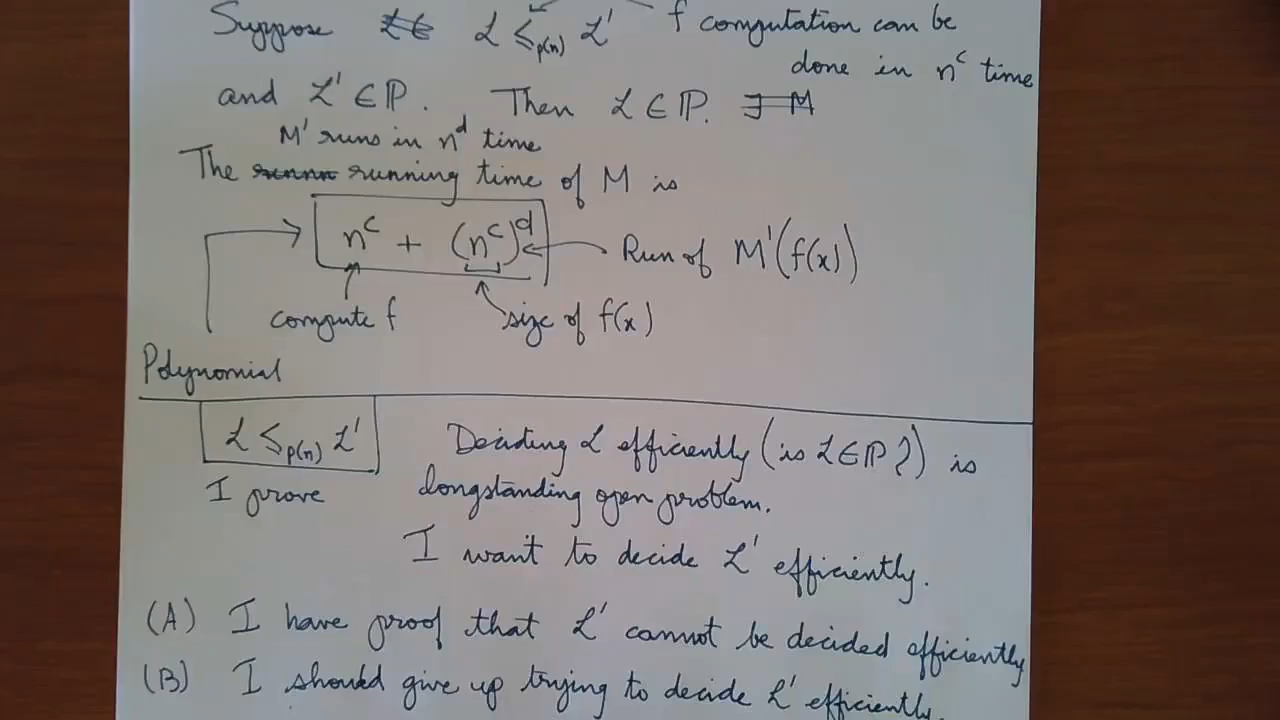 Suppose L ≤p(n) L' f computation can be
done in n^c time
and L' ∈ ℙ. Then L ∈ ℙ. ∃ M
M' runs in n^d time
The running time of M is
n^c + (n^c)^d Run of M'(f(x))
compute f size of f(x)
Polynomial
L ≤p(n) L' Deciding L efficiently (is L ∈ ℙ?) is
I prove longstanding open problem.
I want to decide L' efficiently.
(A) I have proof that L' cannot be decided efficiently
(B) I should give up trying to decide L' efficiently.